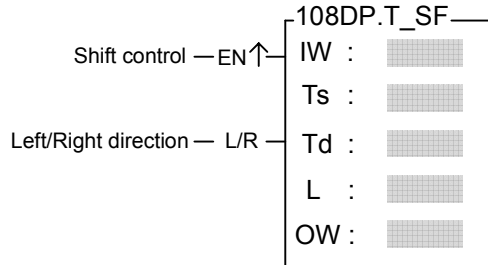 108DP.T_SF
Shift control EN↑ IW :
Ts :
Left/Right direction L/R Td :
L :
OW :